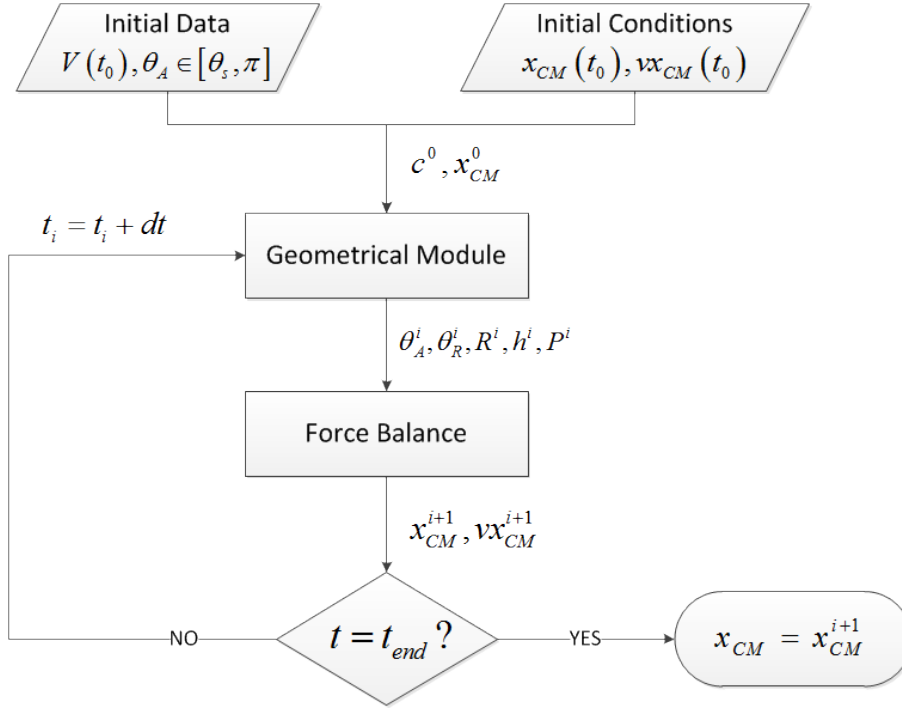 Initial Data
V(t₀), θ_A ∈ [θ_s, π]
Initial Conditions
x_CM(t₀), vx_CM(t₀)
c⁰, x⁰_CM
t_i = t_i + dt
Geometrical Module
θ^i_A, θ^i_R, R^i, h^i, P^i
Force Balance
x^{i+1}_CM, vx^{i+1}_CM
t = t_end ?
NO
YES
x_CM = x^{i+1}_CM